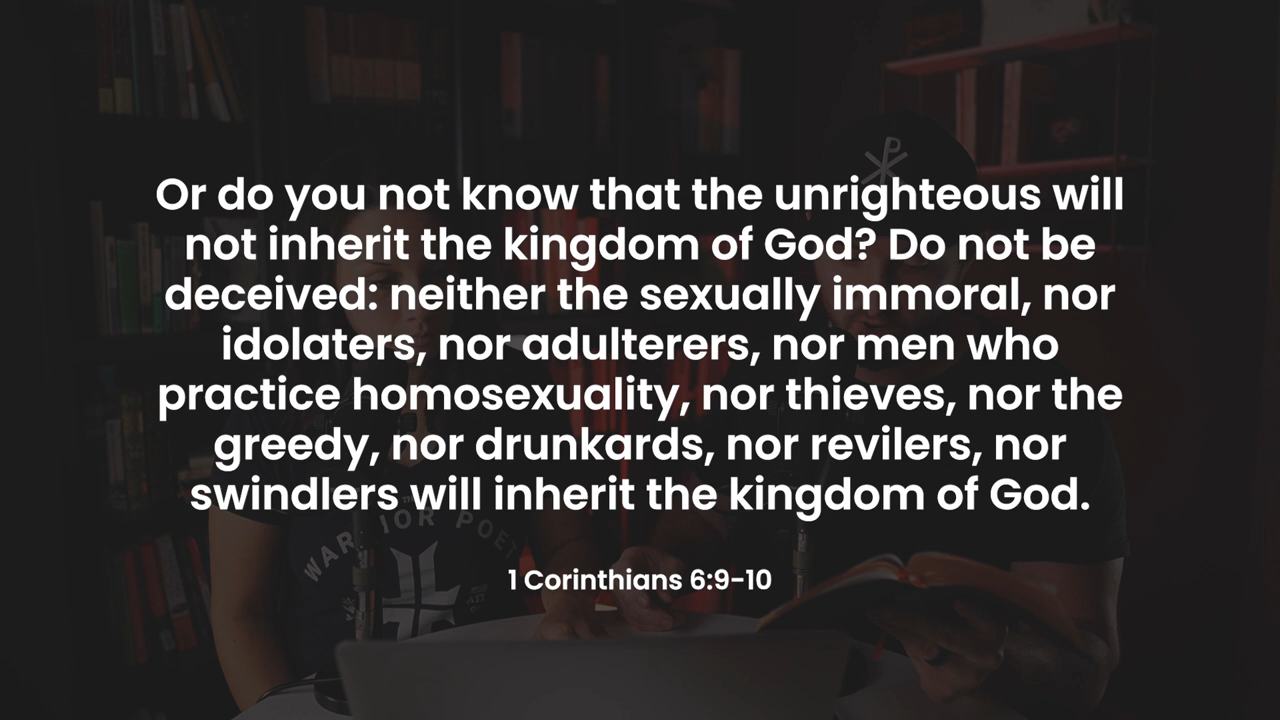 Or do you not know that the unrighteous will
not inherit the kingdom of God? Do not be
deceived: neither the sexually immoral, nor
idolaters, nor adulterers, nor men who
practice homosexuality, nor thieves, nor the
greedy, nor drunkards, nor revilers, nor
swindlers will inherit the kingdom of God.
WARRIOR POET
1 Corinthians 6:9-10